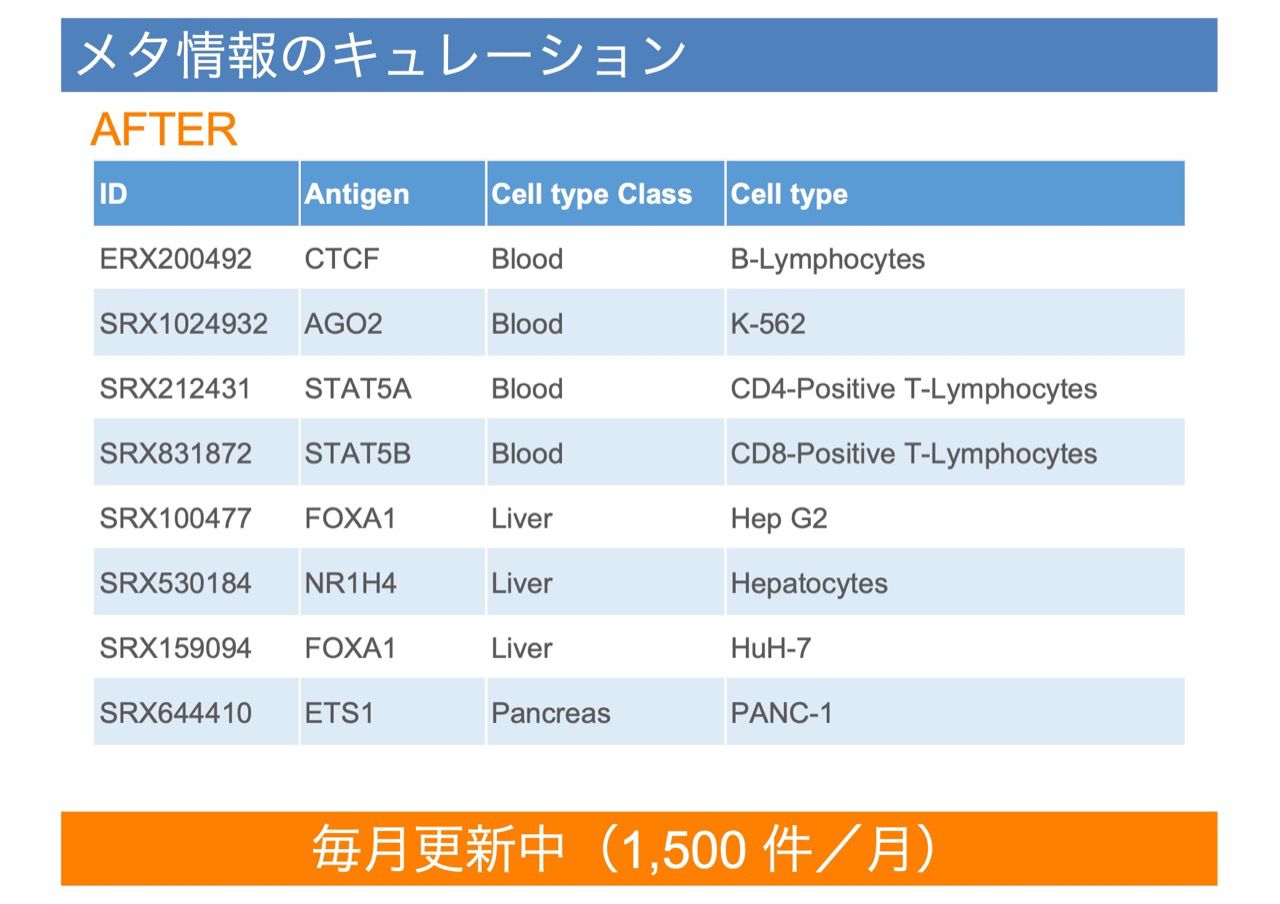 メタ情報のキュレーション
AFTER
ID Antigen Cell type Class Cell type
ERX200492 CTCF Blood B-Lymphocytes
SRX1024932 AGO2 Blood K-562
SRX212431 STAT5A Blood CD4-Positive T-Lymphocytes
SRX831872 STAT5B Blood CD8-Positive T-Lymphocytes
SRX100477 FOXA1 Liver Hep G2
SRX530184 NR1H4 Liver Hepatocytes
SRX159094 FOXA1 Liver HuH-7
SRX644410 ETS1 Pancreas PANC-1
毎月更新中（1,500 件／月）